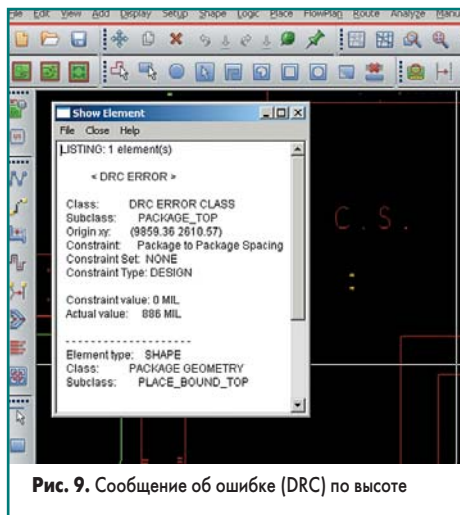 File Edit View Add Display Setup Shape Logic Place FlowPlan Route Analyze Manu
Show Element
File Close Help
LISTING: 1 element(s)
< DRC ERROR >
Class: DRC ERROR CLASS
Subclass: PACKAGE_TOP
Origin xy: (9859.36 2610.57)
Constraint: Package to Package Spacing
Constraint Set: NONE
Constraint Type: DESIGN
Constraint value: 0 MIL
Actual value: 886 MIL
- - - - - - - - - - - - - - - - - - - -
Element type: SHAPE
Class: PACKAGE GEOMETRY
Subclass: PLACE_BOUND_TOP
C.S.
Рис. 9. Сообщение об ошибке (DRC) по высоте